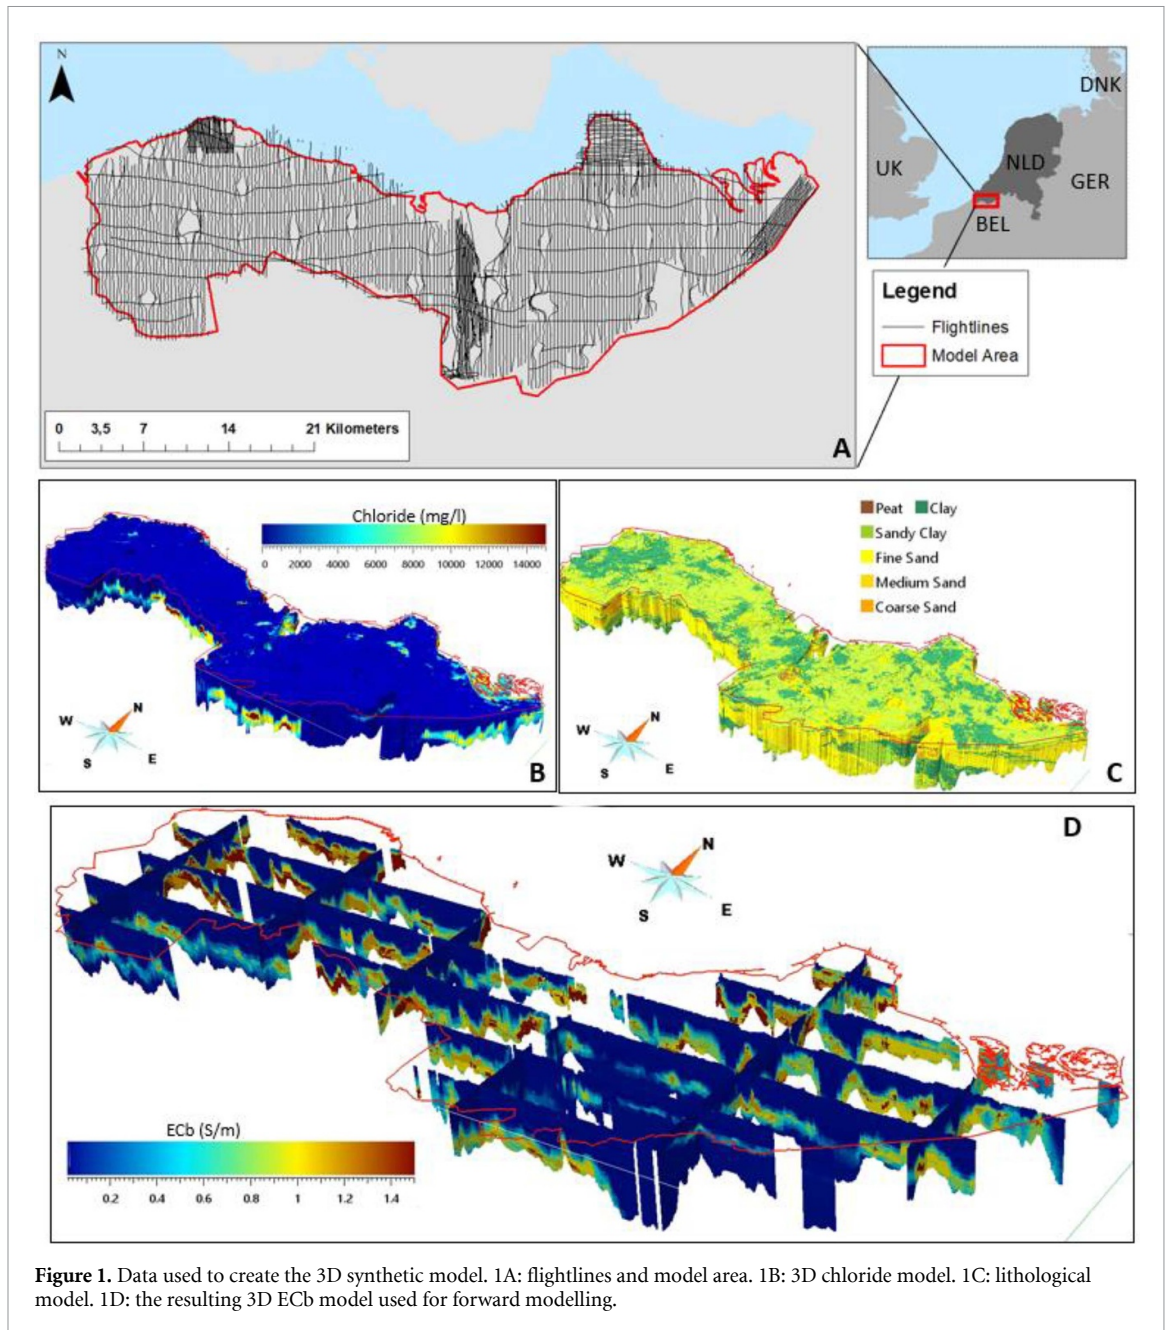 N
DNK
UK
NLD
GER
BEL
Legend
Flightlines
Model Area
0 3,5 7 14 21 Kilometers
A
Chloride (mg/l)
0 2000 4000 6000 8000 10000 12000 14000
W N
S E
B
Peat Clay
Sandy Clay
Fine Sand
Medium Sand
Coarse Sand
W N
S E
C
D
W N
S E
ECb (S/m)
0.2 0.4 0.6 0.8 1 1.2 1.4
Figure 1. Data used to create the 3D synthetic model. 1A: flightlines and model area. 1B: 3D chloride model. 1C: lithological
model. 1D: the resulting 3D ECb model used for forward modelling.